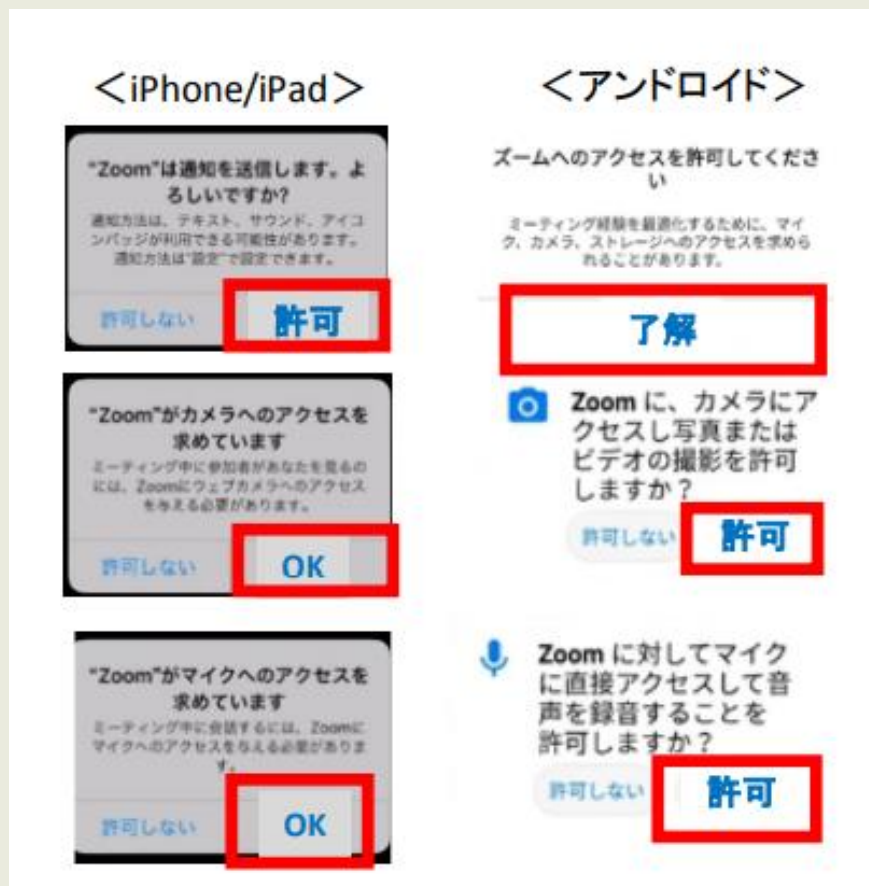 ＜iPhone/iPad＞
"Zoom"は通知を送信します。よ
ろしいですか?
通知方法は、テキスト、サウンド、アイコ
ンバッジが利用できる可能性があります。
通知方法は"設定"で設定できます。
許可しない
許可
"Zoom"がカメラへのアクセスを
求めています
ミーティング中に参加者があなたを見るの
には、Zoomにウェブカメラへのアクセス
を与える必要があります。
許可しない
OK
"Zoom"がマイクへのアクセスを
求めています
ミーティング中に会話するには、Zoomに
マイクへのアクセスを与える必要がありま
す。
許可しない
OK
＜アンドロイド＞
ズームへのアクセスを許可してくださ
い
ミーティング経験を最適化するために、マイ
ク、カメラ、ストレージへのアクセスを求めら
れることがあります。
了解
Zoom に、カメラにア
クセスし写真または
ビデオの撮影を許可
しますか？
許可しない
許可
Zoom に対してマイク
に直接アクセスして音
声を録音することを
許可しますか？
許可しない
許可